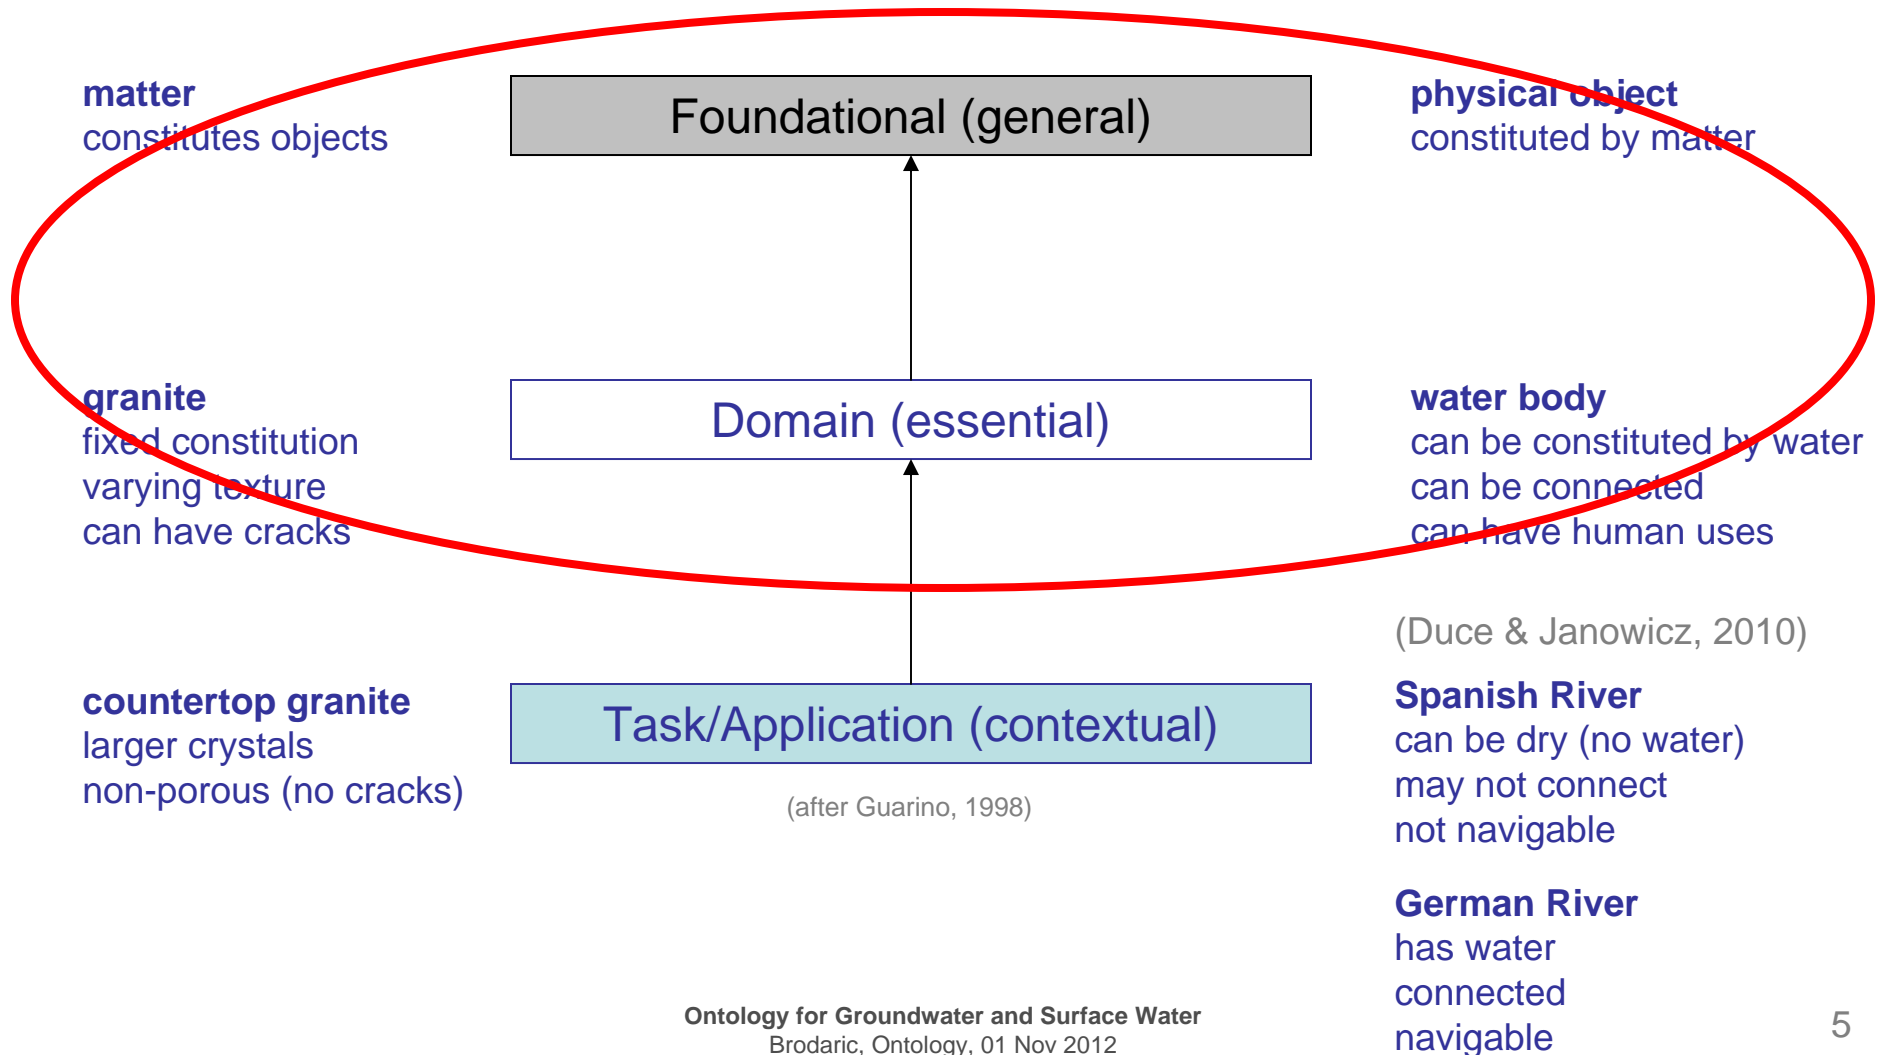 matter
constitutes objects
Foundational (general)
physical object
constituted by matter
granite
fixed constitution
varying texture
can have cracks
Domain (essential)
water body
can be constituted by water
can be connected
can have human uses
(Duce & Janowicz, 2010)
countertop granite
larger crystals
non-porous (no cracks)
Task/Application (contextual)
(after Guarino, 1998)
Spanish River
can be dry (no water)
may not connect
not navigable
German River
has water
connected
navigable
Ontology for Groundwater and Surface Water
Brodaric, Ontology, 01 Nov 2012
5